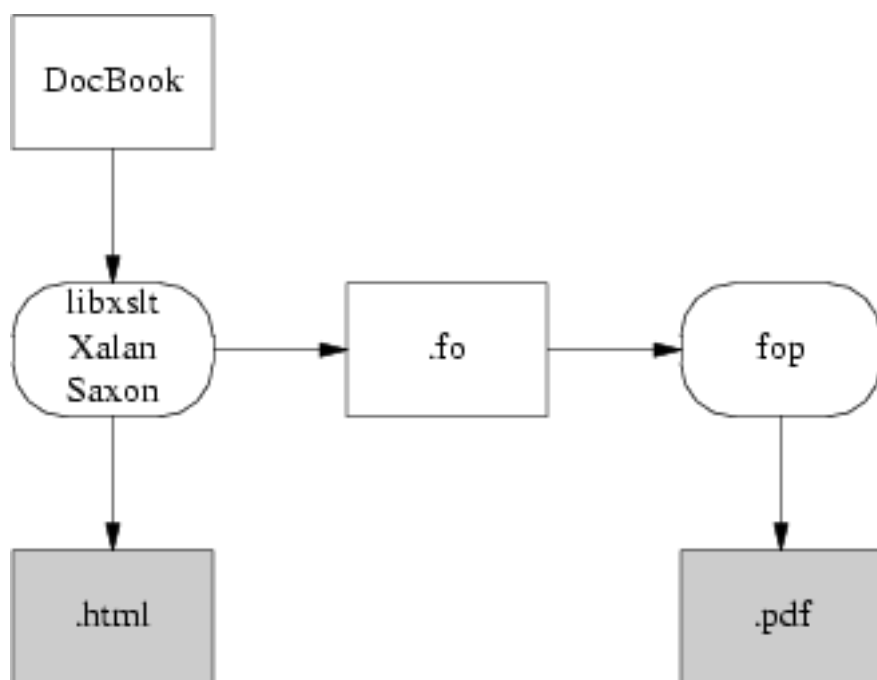 DocBook
libxslt
Xalan
Saxon
.fo
fop
.html
.pdf